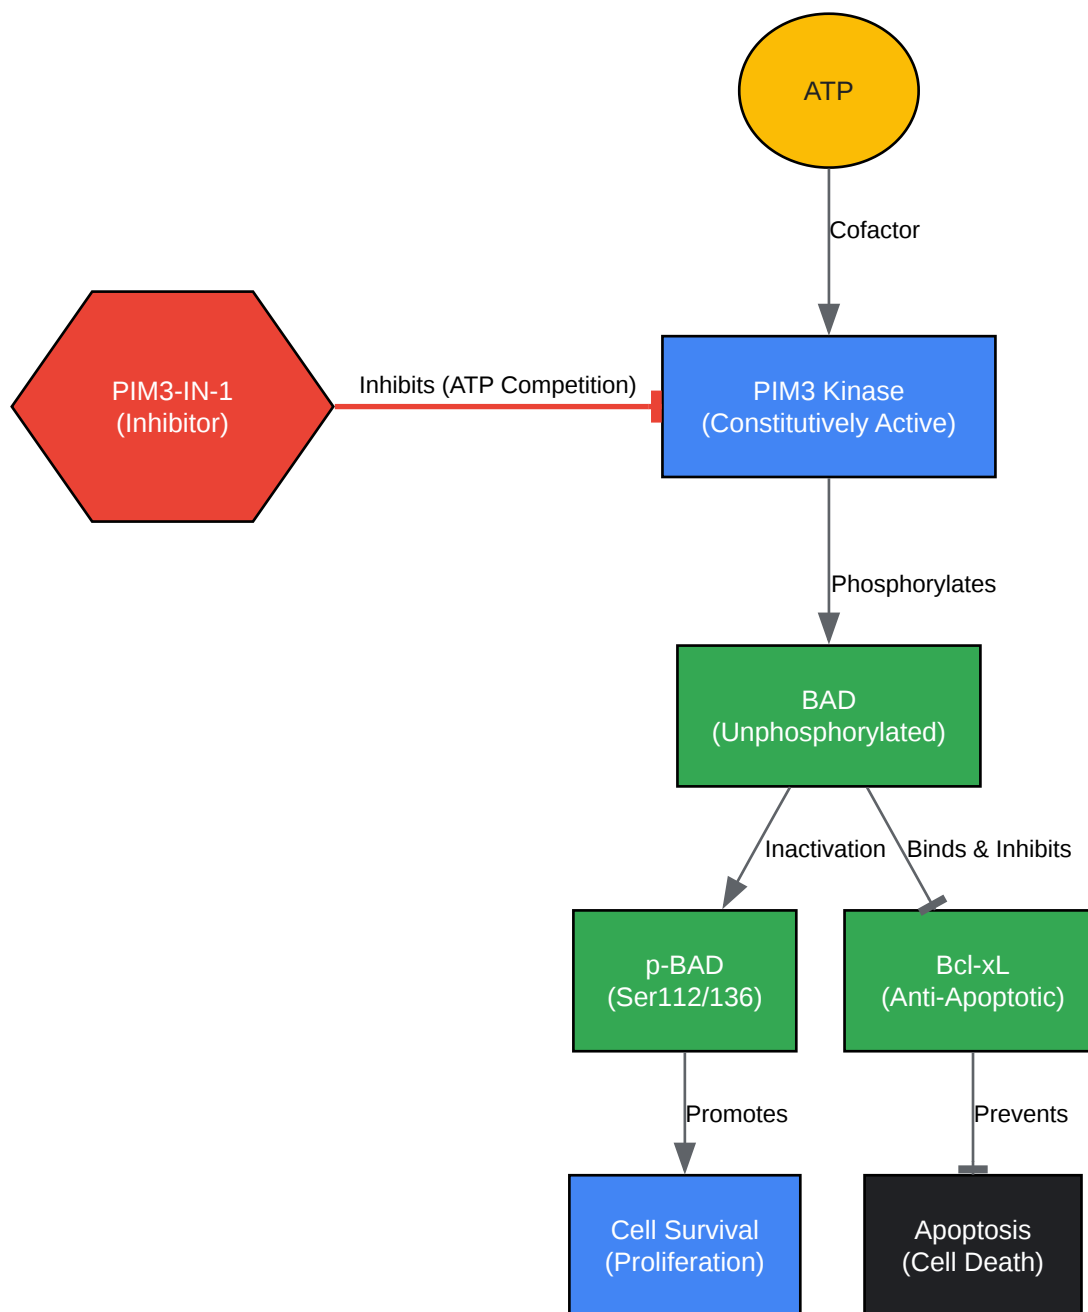 ATP
Cofactor
Inhibits (ATP Competition)
PIM3-IN-1
(Inhibitor)
PIM3 Kinase
(Constitutively Active)
Phosphorylates
BAD
(Unphosphorylated)
Inactivation
Binds & Inhibits
p-BAD
(Ser112/136)
Bcl-xL
(Anti-Apoptotic)
Promotes
Prevents
Cell Survival
(Proliferation)
Apoptosis
(Cell Death)